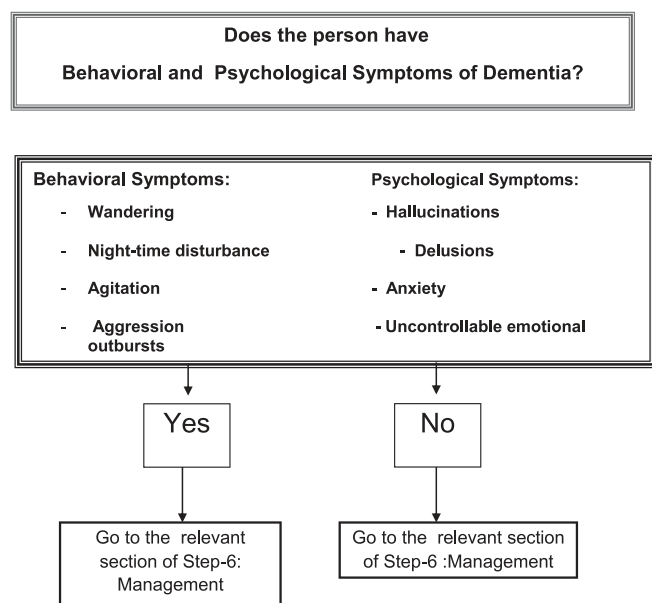 Does the person have
Behavioral and Psychological Symptoms of Dementia?
Behavioral Symptoms:
- Wandering
- Night-time disturbance
- Agitation
- Aggression
outbursts
Psychological Symptoms:
- Hallucinations
- Delusions
- Anxiety
-Uncontrollable emotional
Yes
No
Go to the relevant
section of Step-6:
Management
Go to the relevant section
of Step-6 :Management